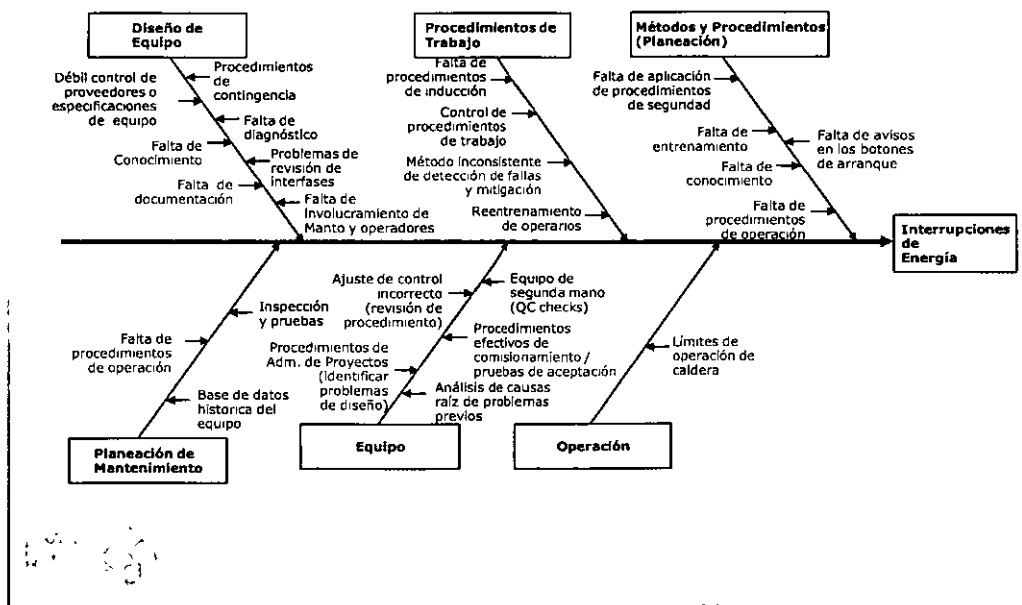 Diseño de
Equipo
Procedimientos de
Trabajo
Métodos y Procedimientos
(Planeación)
Débil control de
proveedores o
especificaciones
de equipo
Procedimientos
de
contingencia
Falta de
diagnóstico
Falta de
Conocimiento
Problemas de
revisión de
interfases
Falta de
documentación
Falta de
Involucramiento de
Manto y operadores
Falta de
procedimientos
de inducción
Control de
procedimientos
de trabajo
Método inconsistente
de detección de fallas
y mitigación
Reentrenamiento
de operarios
Falta de aplicación
de procedimientos
de seguridad
Falta de
entrenamiento
Falta de avisos
en los botones
de arranque
Falta de
conocimiento
Falta de
procedimientos
de operación
Interrupciones
de
Energía
Inspección
y pruebas
Falta de
procedimientos
de operación
Base de datos
histórica del
equipo
Planeación de
Mantenimiento
Ajuste de control
incorrecto
(revisión de
procedimiento)
Equipo de
segunda mano
(QC checks)
Procedimientos
efectivos de
comisionamiento /
pruebas de aceptación
Procedimientos de
Adm. de Proyectos
(identificar
problemas
de diseño)
Análisis de causas
raíz de problemas
previos
Equipo
Límites de
operación de
caldera
Operación